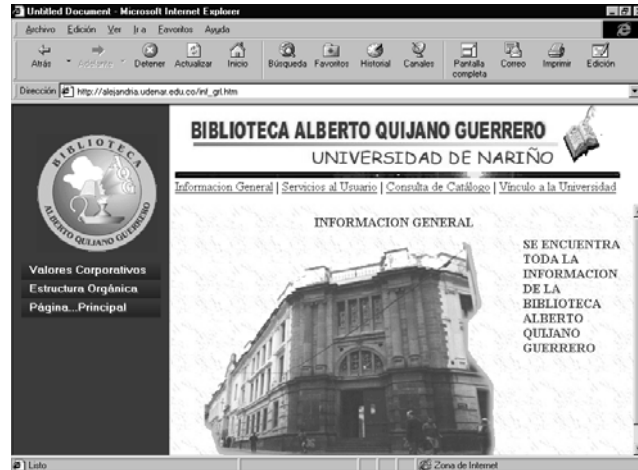 Untitled Document - Microsoft Internet Explorer
Archivo Edición Ver Ir a Favoritos Ayuda
Atrás Adelante Detener Actualizar Inicio Búsqueda Favoritos Historial Canales Pantalla completa Correo Imprimir Edición
Dirección http://alejandria.udenar.edu.co/inf_grl.htm
BIBLIOTECA ALBERTO QUIJANO GUERRERO
UNIVERSIDAD DE NARIÑO
Informacion General | Servicios al Usuario | Consulta de Catálogo | Vínculo a la Universidad
BIBLIOTECA
ALBERTO QUIJANO GUERRERO
Valores Corporativos
Estructura Orgánica
Página...Principal
INFORMACION GENERAL
SE ENCUENTRA
TODA LA
INFORMACION
DE LA
BIBLIOTECA
ALBERTO
QUIJANO
GUERRERO
Listo
Zona de Internet